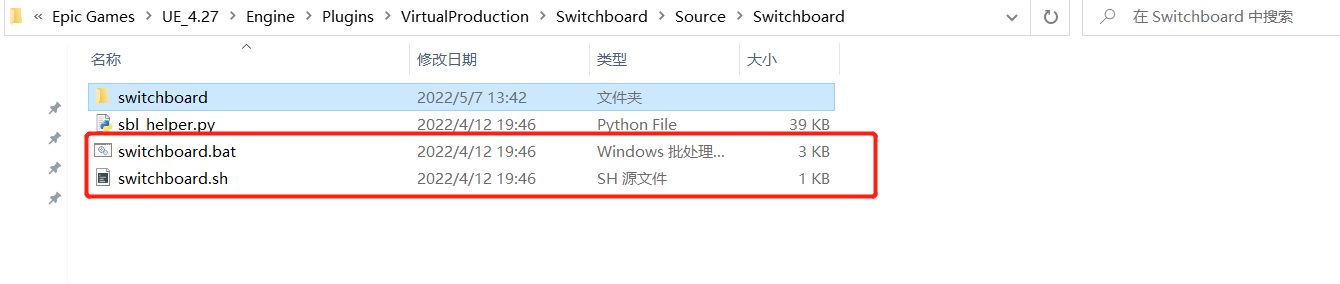 « Epic Games > UE_4.27 > Engine > Plugins > VirtualProduction > Switchboard > Source > Switchboard 在 Switchboard 中搜索
名称 修改日期 类型 大小
switchboard 2022/5/7 13:42 文件夹
sbl_helper.py 2022/4/12 19:46 Python File 39 KB
switchboard.bat 2022/4/12 19:46 Windows 批处理... 3 KB
switchboard.sh 2022/4/12 19:46 SH 源文件 1 KB